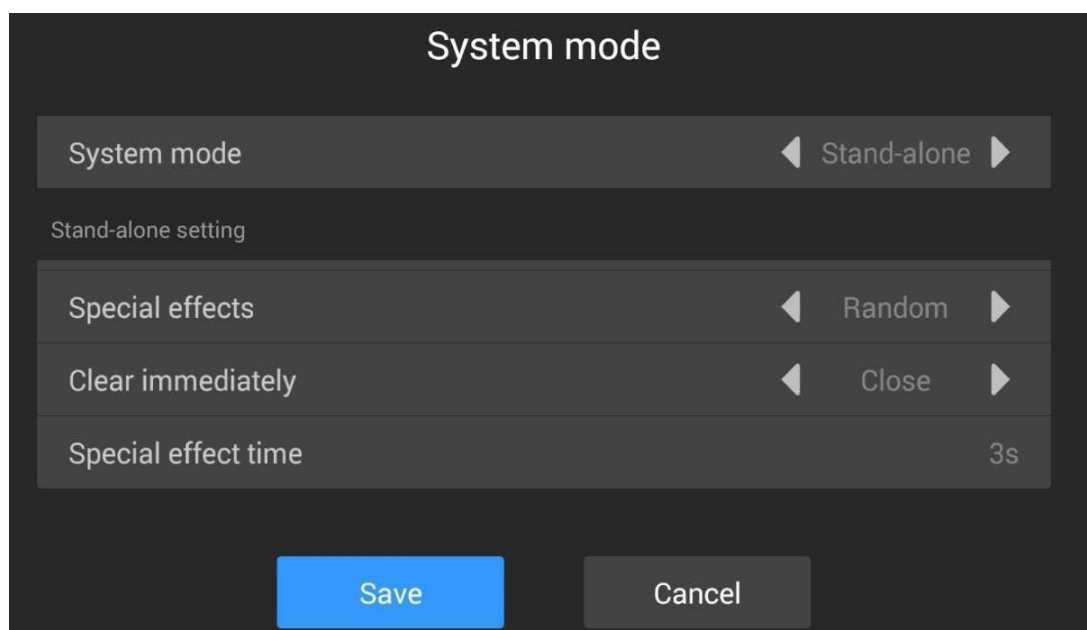 System mode
System mode Stand-alone
Stand-alone setting
Special effects Random
Clear immediately Close
Special effect time 3s
Save Cancel